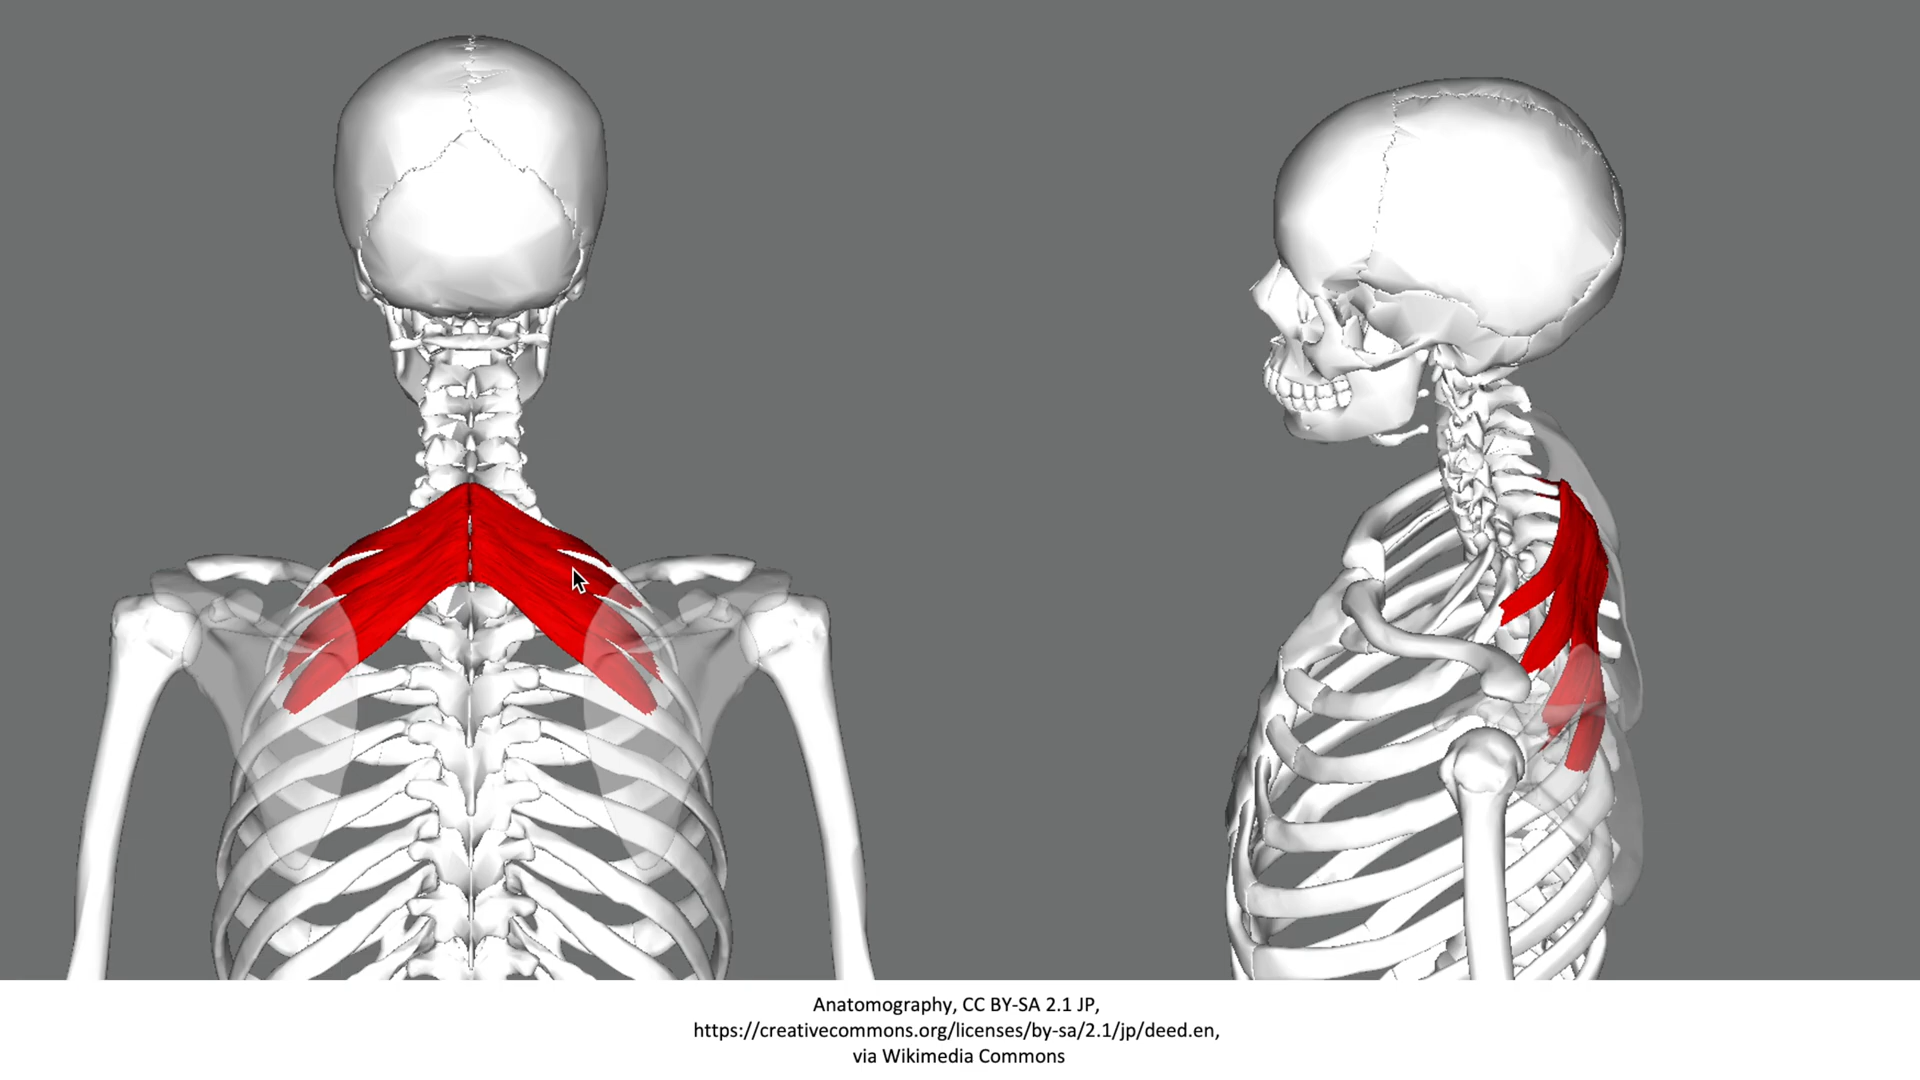 Anatomography, CC BY-SA 2.1 JP,
https://creativecommons.org/licenses/by-sa/2.1/jp/deed.en,
via Wikimedia Commons